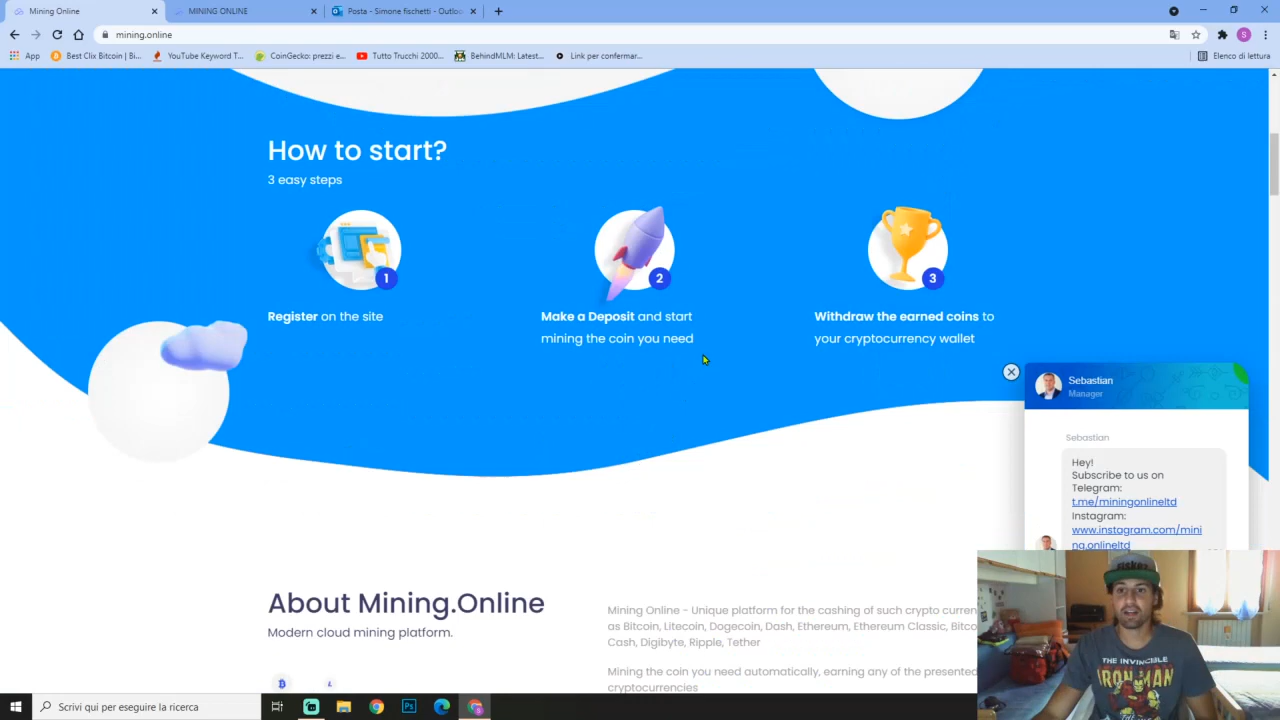 Mining Online
MINING ONLINE
Posta - Simone fischetti - Outlo
mining.online
S
App
Best Clix Bitcoin | Bi...
YouTube Keyword T...
CoinGecko: prezzi e...
Tutto Trucchi 2000...
BehindMLM: Latest...
Link per confermar...
Elenco di lettura
How to start?
3 easy steps
1
2
3
Register on the site
Make a Deposit and start
mining the coin you need
Withdraw the earned coins to
your cryptocurrency wallet
Sebastian
Manager
Sebastian
Hey!
Subscribe to us on
Telegram:
t.me/miningonlineltd
Instagram:
www.instagram.com/mini
ng.onlineltd
About Mining.Online
Modern cloud mining platform.
Mining Online - Unique platform for the cashing of such crypto curren
as Bitcoin, Litecoin, Dogecoin, Dash, Ethereum, Ethereum Classic, Bitco
Cash, Digibyte, Ripple, Tether
Mining the coin you need automatically, earning any of the presented
cryptocurrencies
THE INVINCIBLE
IRON MAN
Scrivi qui per eseguire la ricerca
Ps